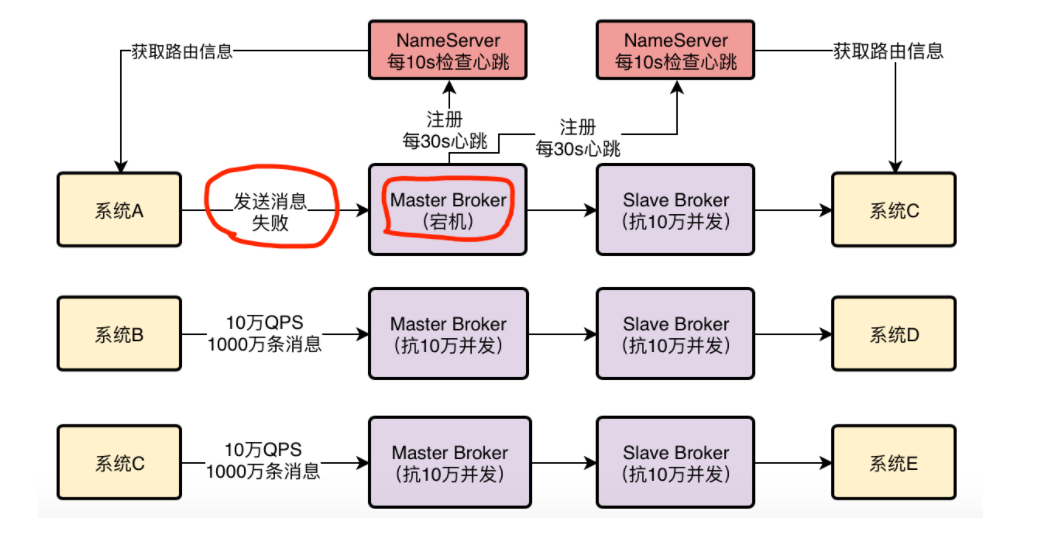 NameServer
每10s检查心跳
NameServer
每10s检查心跳
获取路由信息
获取路由信息
注册
每30s心跳
注册
每30s心跳
系统A
发送消息
失败
Master Broker
（宕机）
Slave Broker
（抗10万并发）
系统C
系统B
10万QPS
1000万条消息
Master Broker
（抗10万并发）
Slave Broker
（抗10万并发）
系统D
系统C
10万QPS
1000万条消息
Master Broker
（抗10万并发）
Slave Broker
（抗10万并发）
系统E